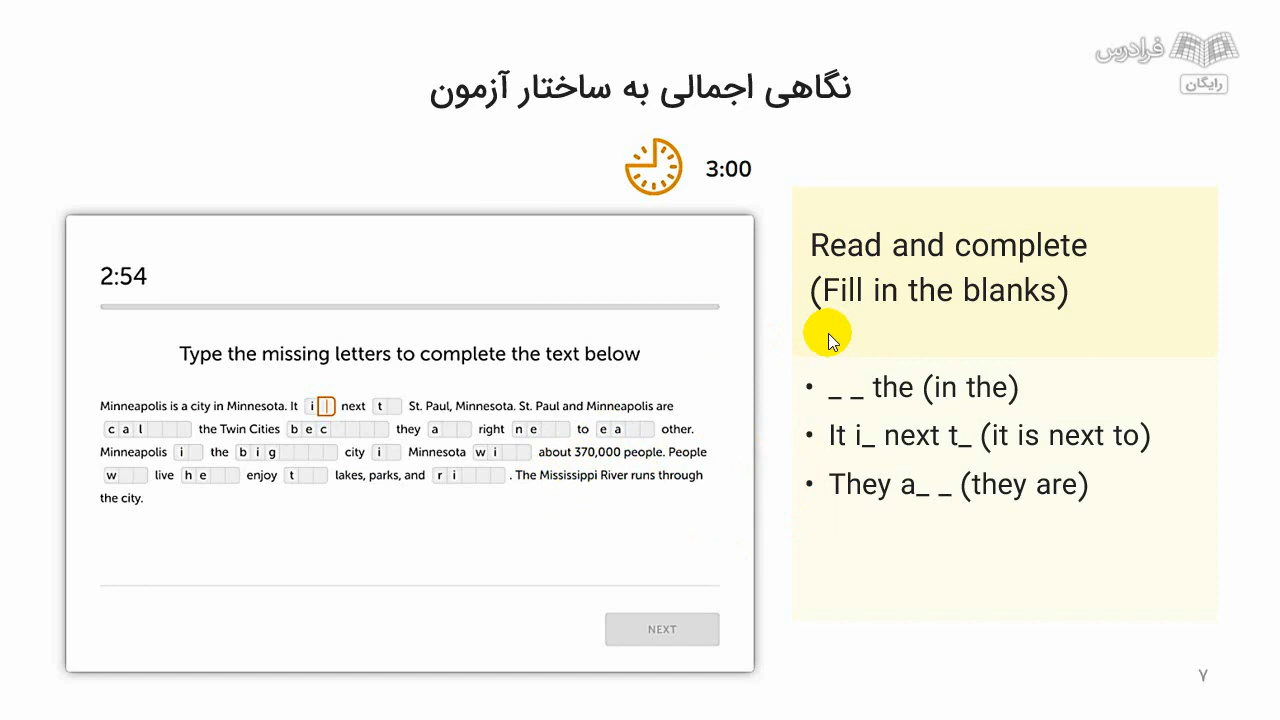 فرادرس
رایگان
نگاهی اجمالی به ساختار آزمون
3:00
2:54
Type the missing letters to complete the text below
Minneapolis is a city in Minnesota. It i next t St. Paul, Minnesota. St. Paul and Minneapolis are
c a l the Twin Cities b e c they a right n e to e a other.
Minneapolis i the b i g city i Minnesota w i about 370,000 people. People
w live h e enjoy t lakes, parks, and r i . The Mississippi River runs through
the city.
NEXT
Read and complete
(Fill in the blanks)
• _ _ the (in the)
• It i_ next t_ (it is next to)
• They a_ _ (they are)
۷